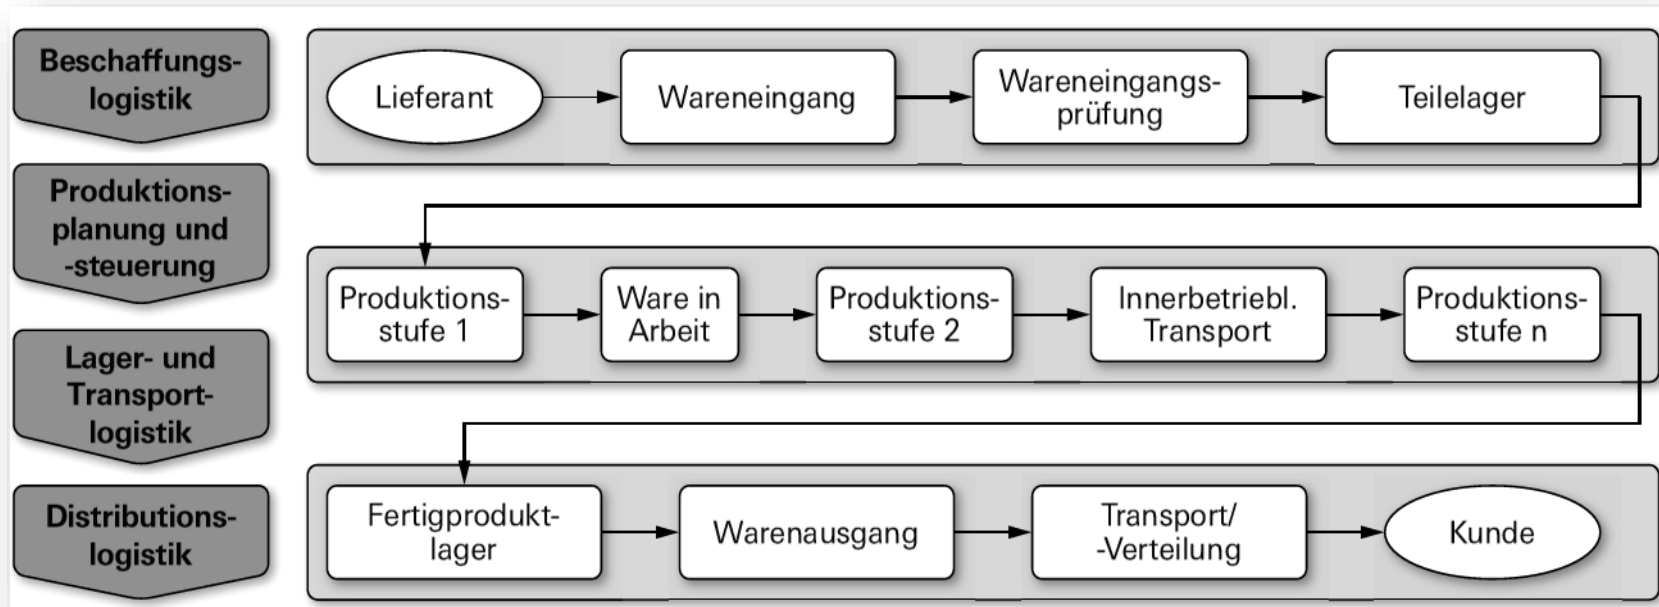 Beschaffungs-
logistik
Lieferant
Wareneingang
Wareneingangs-
prüfung
Teilelager
Produktions-
planung und
-steuerung
Produktions-
stufe 1
Ware in
Arbeit
Produktions-
stufe 2
Innerbetriebl.
Transport
Produktions-
stufe n
Lager- und
Transport-
logistik
Distributions-
logistik
Fertigprodukt-
lager
Warenausgang
Transport/
-Verteilung
Kunde